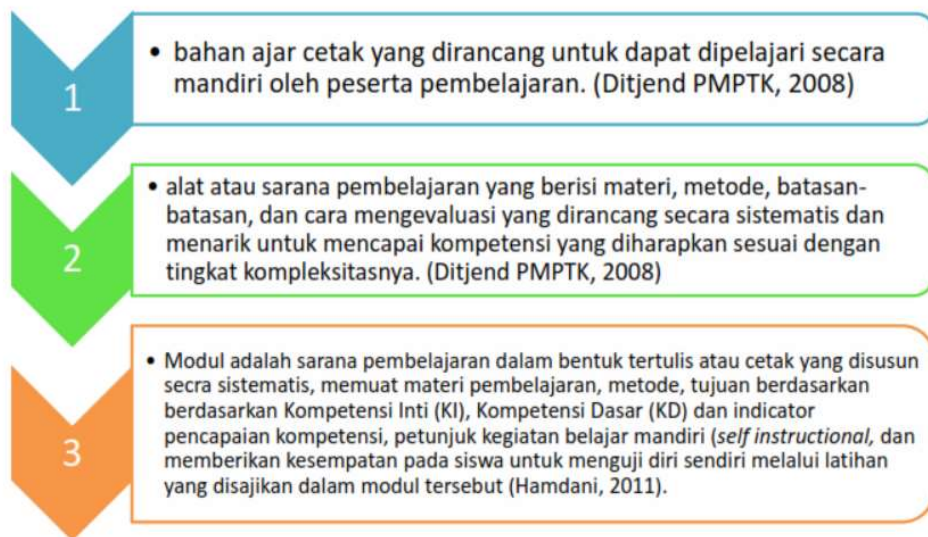 1
• bahan ajar cetak yang dirancang untuk dapat dipelajari secara
mandiri oleh peserta pembelajaran. (Ditjend PMPTK, 2008)
2
• alat atau sarana pembelajaran yang berisi materi, metode, batasan-
batasan, dan cara mengevaluasi yang dirancang secara sistematis dan
menarik untuk mencapai kompetensi yang diharapkan sesuai dengan
tingkat kompleksitasnya. (Ditjend PMPTK, 2008)
3
• Modul adalah sarana pembelajaran dalam bentuk tertulis atau cetak yang disusun
secra sistematis, memuat materi pembelajaran, metode, tujuan berdasarkan
berdasarkan Kompetensi Inti (KI), Kompetensi Dasar (KD) dan indicator
pencapaian kompetensi, petunjuk kegiatan belajar mandiri (self instructional, dan
memberikan kesempatan pada siswa untuk menguji diri sendiri melalui latihan
yang disajikan dalam modul tersebut (Hamdani, 2011).